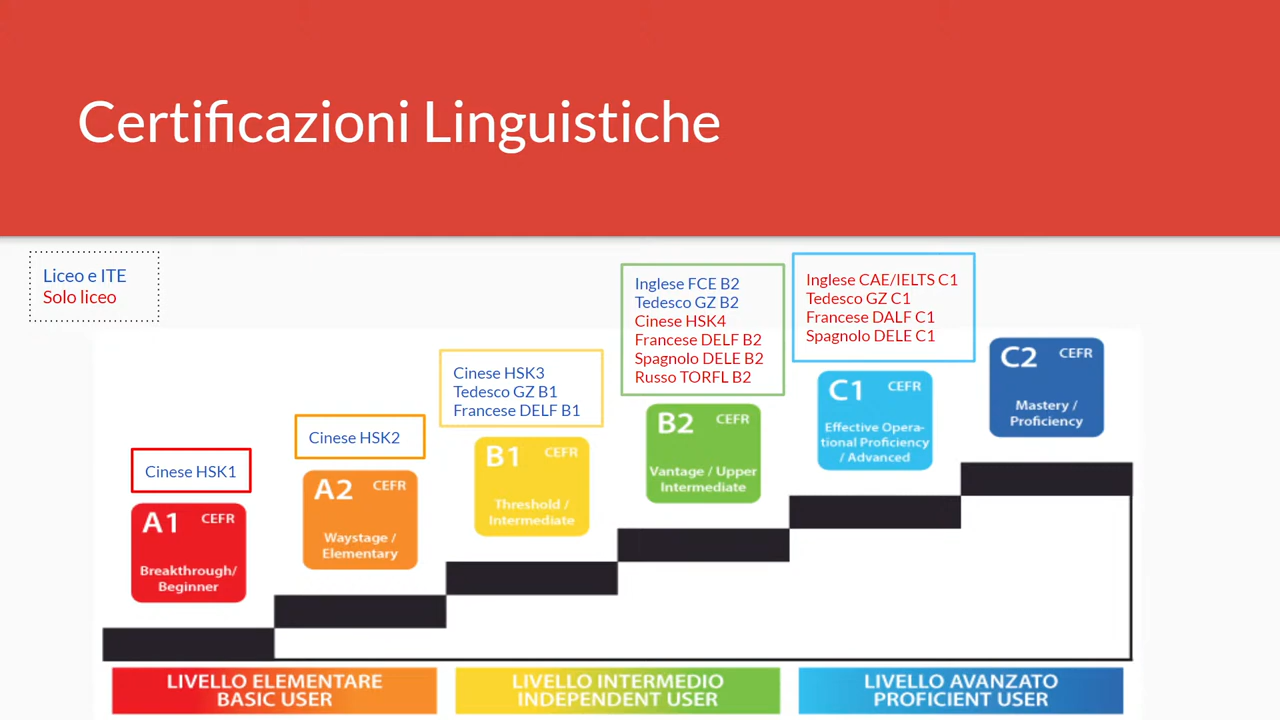 Certificazioni Linguistiche
Liceo e ITE
Solo liceo
Cinese HSK1
A1 CEFR
Breakthrough/
Beginner
Cinese HSK2
A2 CEFR
Waystage /
Elementary
Cinese HSK3
Tedesco GZ B1
Francese DELF B1
B1 CEFR
Threshold /
Intermediate
Inglese FCE B2
Tedesco GZ B2
Cinese HSK4
Francese DELF B2
Spagnolo DELE B2
Russo TORFL B2
B2 CEFR
Vantage / Upper
Intermediate
Inglese CAE/IELTS C1
Tedesco GZ C1
Francese DALF C1
Spagnolo DELE C1
C1 CEFR
Effective Opera-
tional Proficiency
/ Advanced
C2 CEFR
Mastery /
Proficiency
LIVELLO ELEMENTARE
BASIC USER
LIVELLO INTERMEDIO
INDEPENDENT USER
LIVELLO AVANZATO
PROFICIENT USER